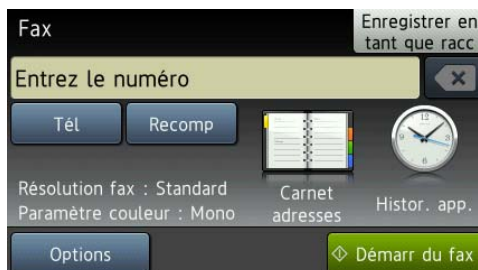 Fax
Enregistrer en
tant que racc
Entrez le numéro
Tél
Recomp
Résolution fax : Standard
Paramètre couleur : Mono
Carnet
adresses
Histor. app.
Options
Démarr du fax